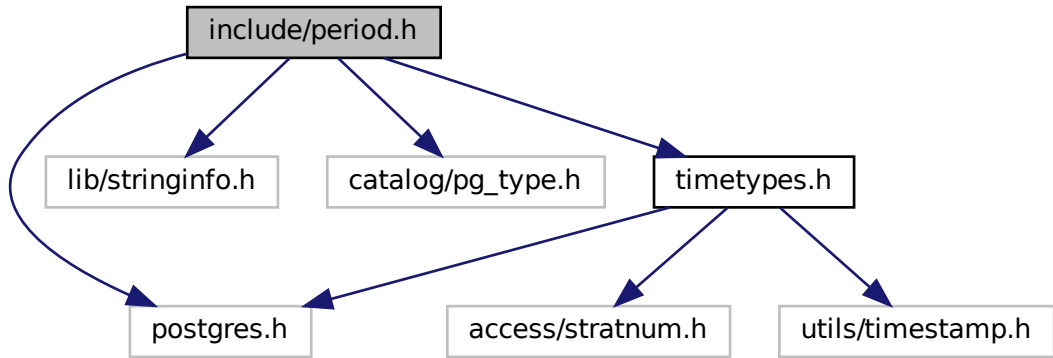 include/period.h
lib/stringinfo.h
catalog/pg_type.h
timetypes.h
postgres.h
access/stratnum.h
utils/timestamp.h